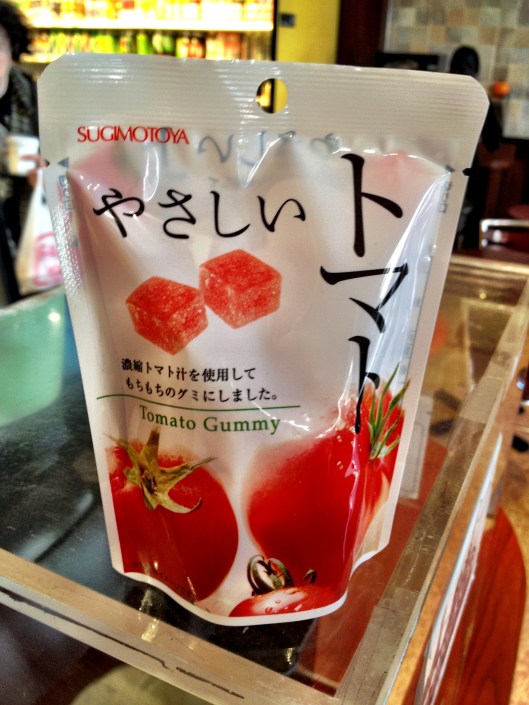 SUGIMOTOYA
やさしい
トマト
濃縮トマト汁を使用して
もちもちのグミにしました。
Tomato Gummy